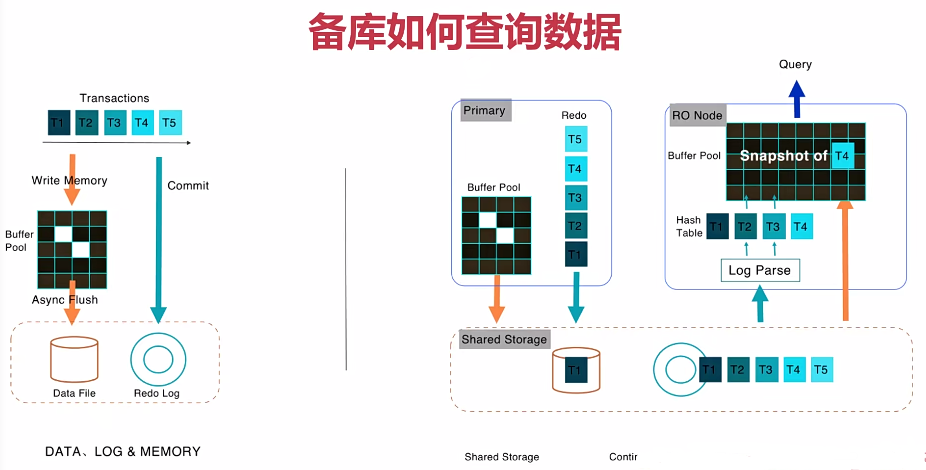 备库如何查询数据
Transactions
T1 T2 T3 T4 T5
Write Memory
Commit
Buffer
Pool
Async Flush
Data File
Redo Log
DATA、LOG & MEMORY
Primary
Redo
T5
T4
T3
T2
T1
Buffer Pool
Query
RO Node
Buffer Pool
Snapshot of T4
Hash
Table
T1 T2 T3 T4
Log Parse
Shared Storage
T1
T1 T2 T3 T4 T5
Shared Storage
Contir